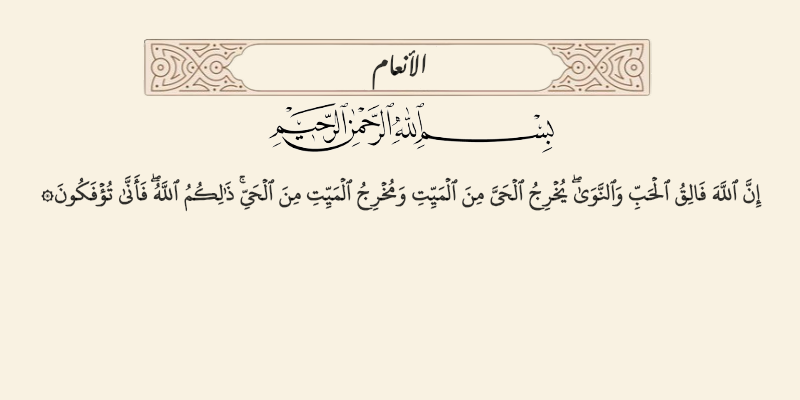 الأنعام
بِسْمِ ٱللَّهِ ٱلرَّحْمَٰنِ ٱلرَّحِيمِ
إِنَّ ٱللَّهَ فَالِقُ ٱلْحَبِّ وَٱلنَّوَىٰ ۖ يُخْرِجُ ٱلْحَىَّ مِنَ ٱلْمَيِّتِ وَمُخْرِجُ ٱلْمَيِّتِ مِنَ ٱلْحَىِّ ۚ ذَٰلِكُمُ ٱللَّهُ ۖ فَأَنَّىٰ تُؤْفَكُونَ ۞